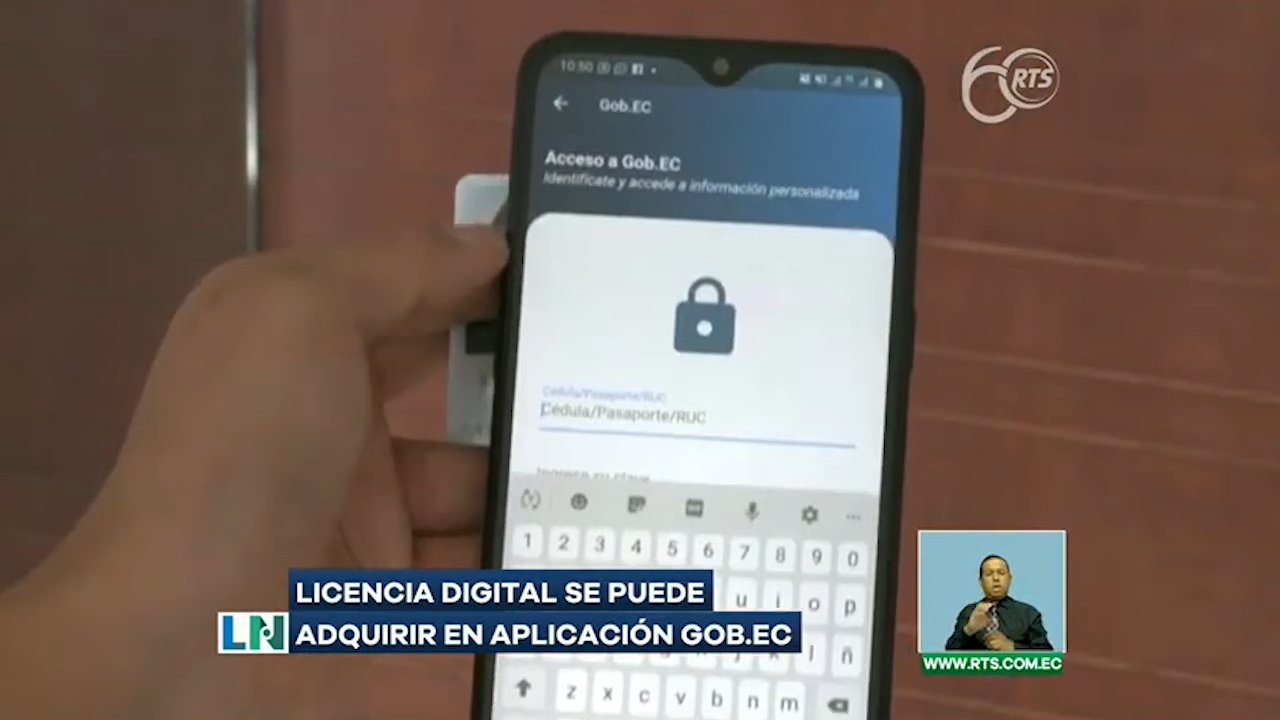 10:50
60 RTS
Gob.EC
Acceso a Gob.EC
Identifícate y accede a información personalizada
Cédula/Pasaporte/RUC
Cédula/Pasaporte/RUC
Ingrese su clave
1 2 3 4 5 6 7 8 9 0
u i o p
ñ
z x c v b n m
LICENCIA DIGITAL SE PUEDE
LN ADQUIRIR EN APLICACIÓN GOB.EC
WWW.RTS.COM.EC